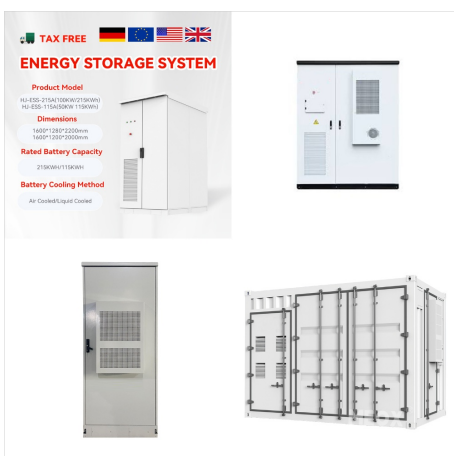 TAX FREE
ENERGY STORAGE SYSTEM
Product Model
HJ-ESS-215A(100KW/215KWH)
HJ-ESS-115A(50KW 115KWH)
Dimensions
1600*1280*2200mm
1600*1200*2000mm
Rated Battery Capacity
215KWH/115KWH
Battery Cooling Method
Air Cooled/Liquid Cooled